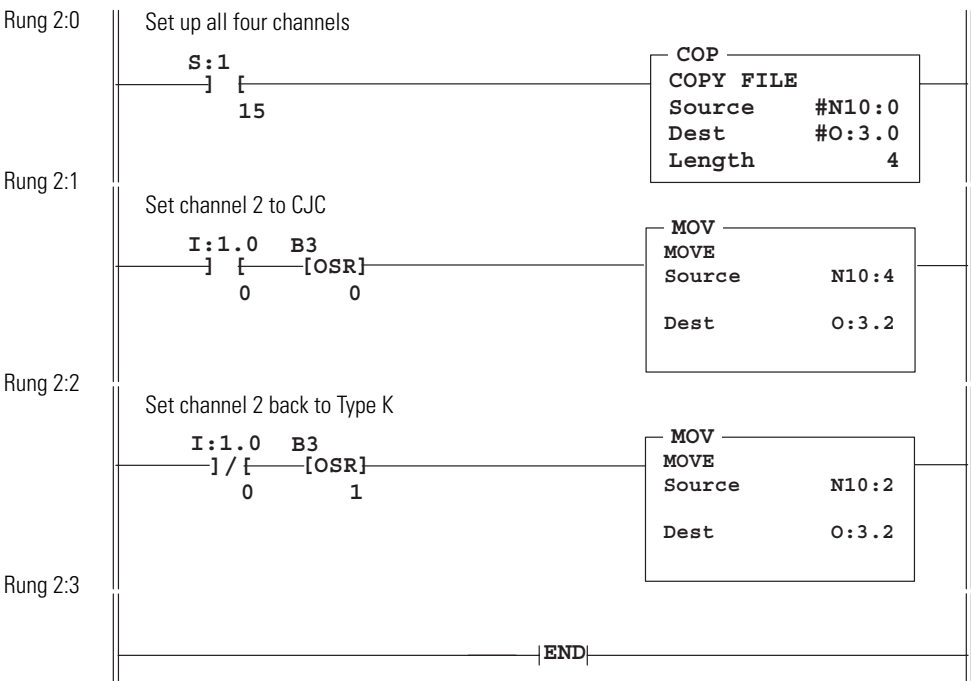 Rung 2:0
Set up all four channels
S:1
] [
15
COP
COPY FILE
Source #N10:0
Dest #O:3.0
Length 4
Rung 2:1
Set channel 2 to CJC
I:1.0 B3
] [ [OSR]
0 0
MOV
MOVE
Source N10:4
Dest O:3.2
Rung 2:2
Set channel 2 back to Type K
I:1.0 B3
]/[ [OSR]
0 1
MOV
MOVE
Source N10:2
Dest O:3.2
Rung 2:3
|END|